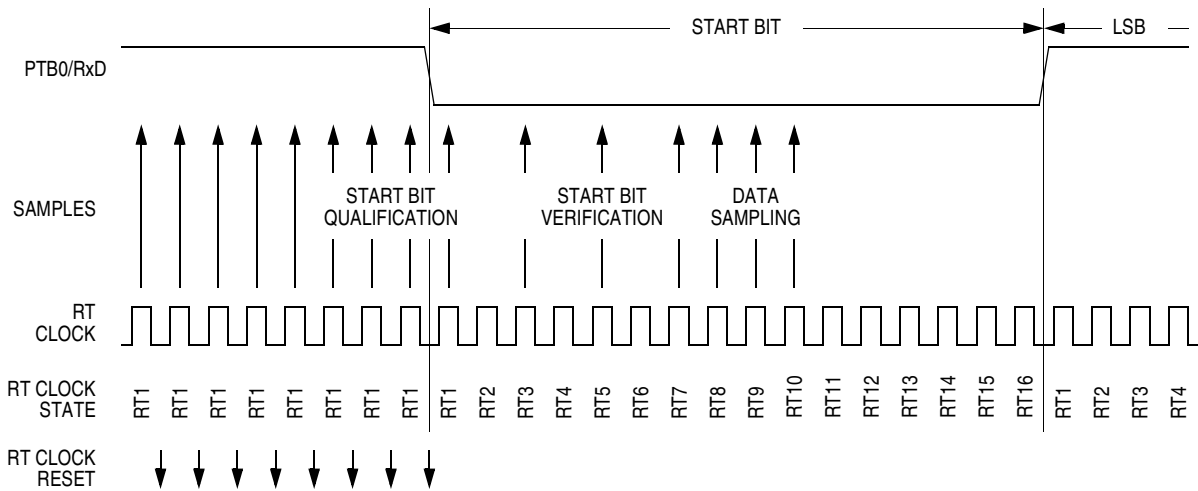 START BIT
LSB
PTB0/RxD
SAMPLES
START BIT
QUALIFICATION
START BIT
VERIFICATION
DATA
SAMPLING
RT
CLOCK
RT CLOCK
STATE
RT1 RT1 RT1 RT1 RT1 RT1 RT1 RT1 RT1 RT2 RT3 RT4 RT5 RT6 RT7 RT8 RT9 RT10 RT11 RT12 RT13 RT14 RT15 RT16 RT1 RT2 RT3 RT4
RT CLOCK
RESET